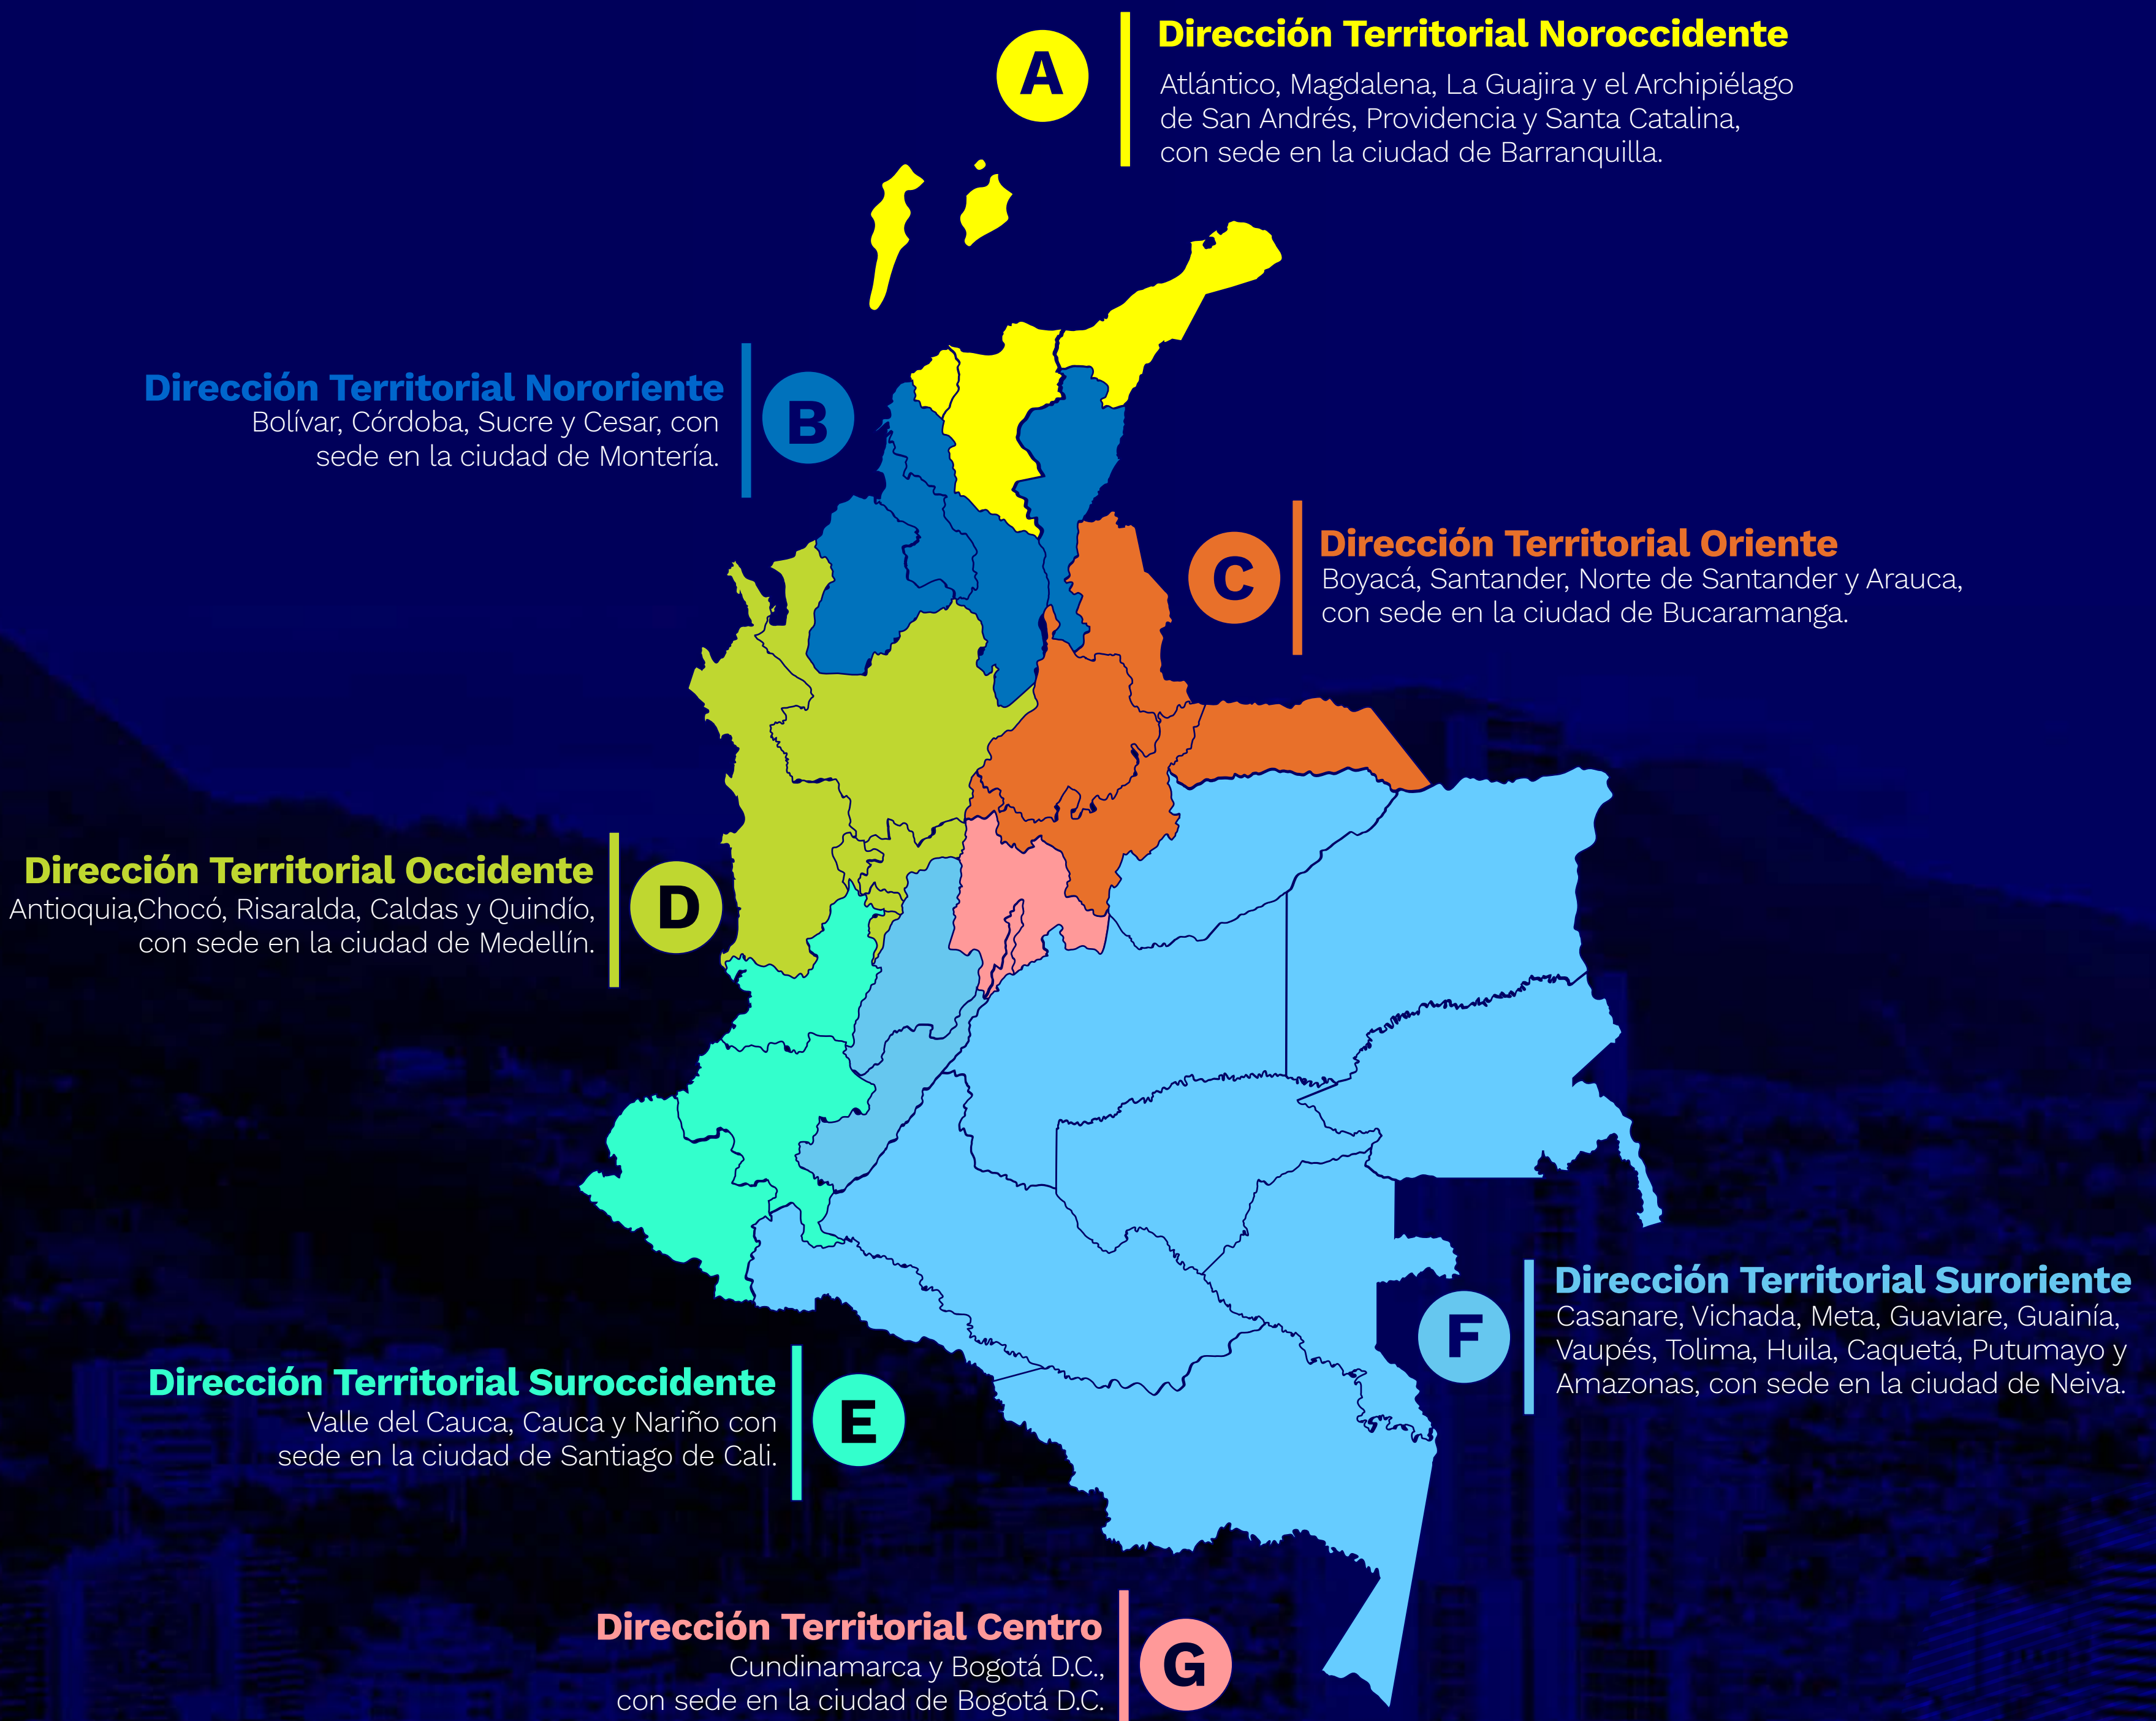 A
Dirección Territorial Noroccidente
Atlántico, Magdalena, La Guajira y el Archipiélago
de San Andrés, Providencia y Santa Catalina,
con sede en la ciudad de Barranquilla.
Dirección Territorial Nororiente
Bolívar, Córdoba, Sucre y Cesar, con
sede en la ciudad de Montería.
B
C
Dirección Territorial Oriente
Boyacá, Santander, Norte de Santander y Arauca,
con sede en la ciudad de Bucaramanga.
Dirección Territorial Occidente
Antioquia,Chocó, Risaralda, Caldas y Quindío,
con sede en la ciudad de Medellín.
D
F
Dirección Territorial Suroriente
Casanare, Vichada, Meta, Guaviare, Guainía,
Vaupés, Tolima, Huila, Caquetá, Putumayo y
Amazonas, con sede en la ciudad de Neiva.
Dirección Territorial Suroccidente
Valle del Cauca, Cauca y Nariño con
sede en la ciudad de Santiago de Cali.
E
Dirección Territorial Centro
Cundinamarca y Bogotá D.C.,
con sede en la ciudad de Bogotá D.C.
G